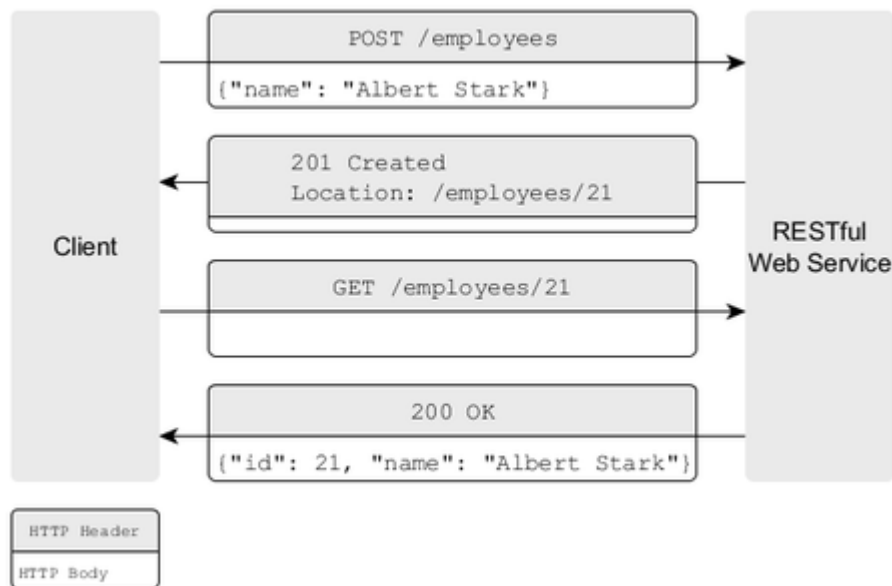 POST /employees
{"name": "Albert Stark"}
201 Created
Location: /employees/21
Client
RESTful
Web Service
GET /employees/21
200 OK
{"id": 21, "name": "Albert Stark"}
HTTP Header
HTTP Body